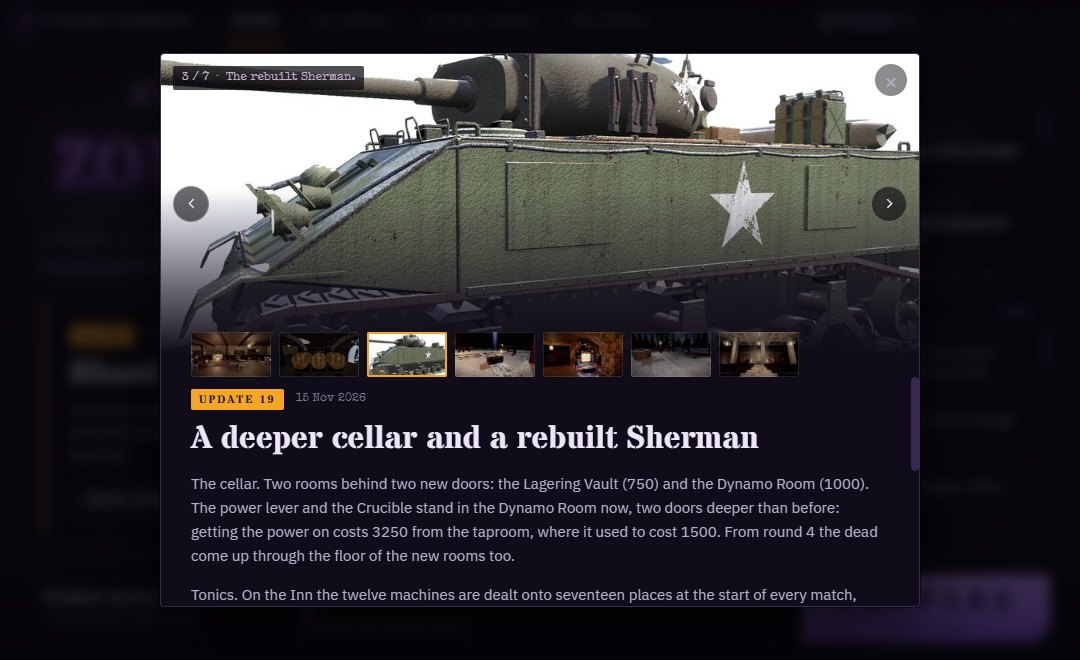 3 / 7 · The rebuilt Sherman.
UPDATE 19
15 Nov 2026
A deeper cellar and a rebuilt Sherman
The cellar. Two rooms behind two new doors: the Lagering Vault (750) and the Dynamo Room (1000).
The power lever and the Crucible stand in the Dynamo Room now, two doors deeper than before:
getting the power on costs 3250 from the taproom, where it used to cost 1500. From round 4 the dead
come up through the floor of the new rooms too.
Tonics. On the Inn the twelve machines are dealt onto seventeen places at the start of every match,